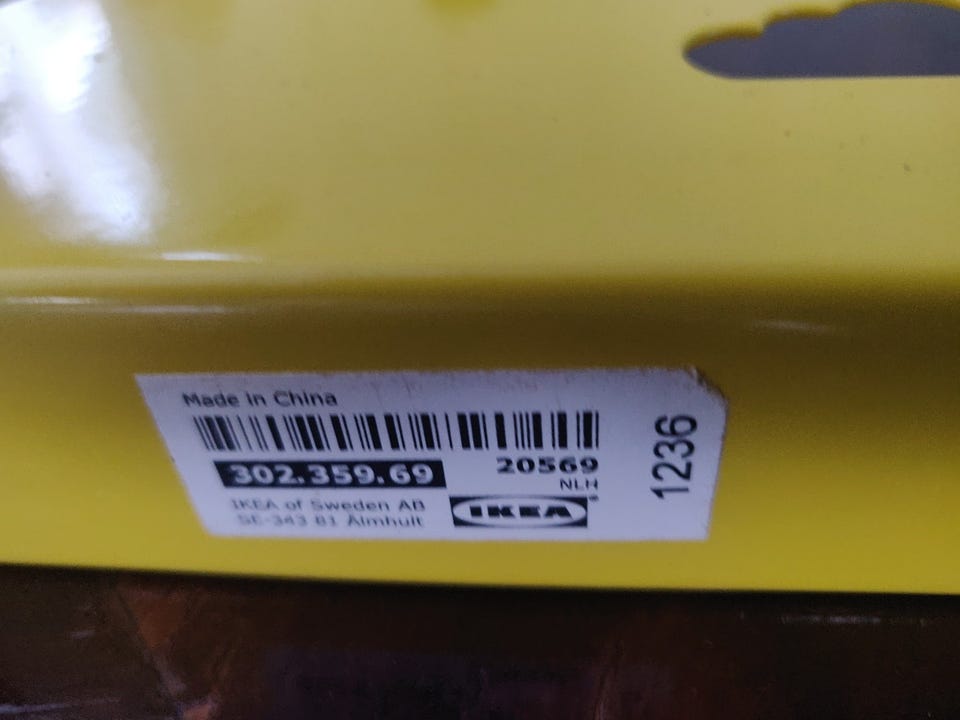 Made in China
302.359.69
20569
NLH
IKEA of Sweden AB
SE-343 81 Älmhult
IKEA
®
1236